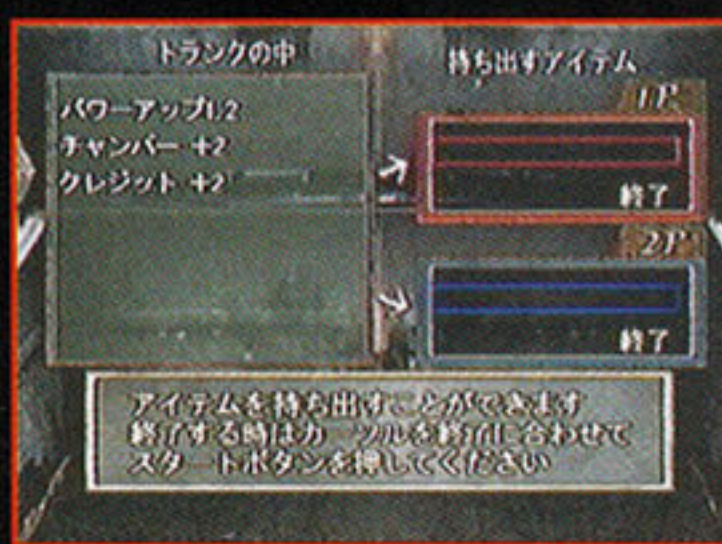 トランクの中
パワーアップ1.2
チャンバー +2
クレジット +2
持ち出すアイテム
1P
終了
2P
終了
アイテムを持ち出すことができます
終了する時はカーソルを終了に合わせて
スタートボタンを押してください